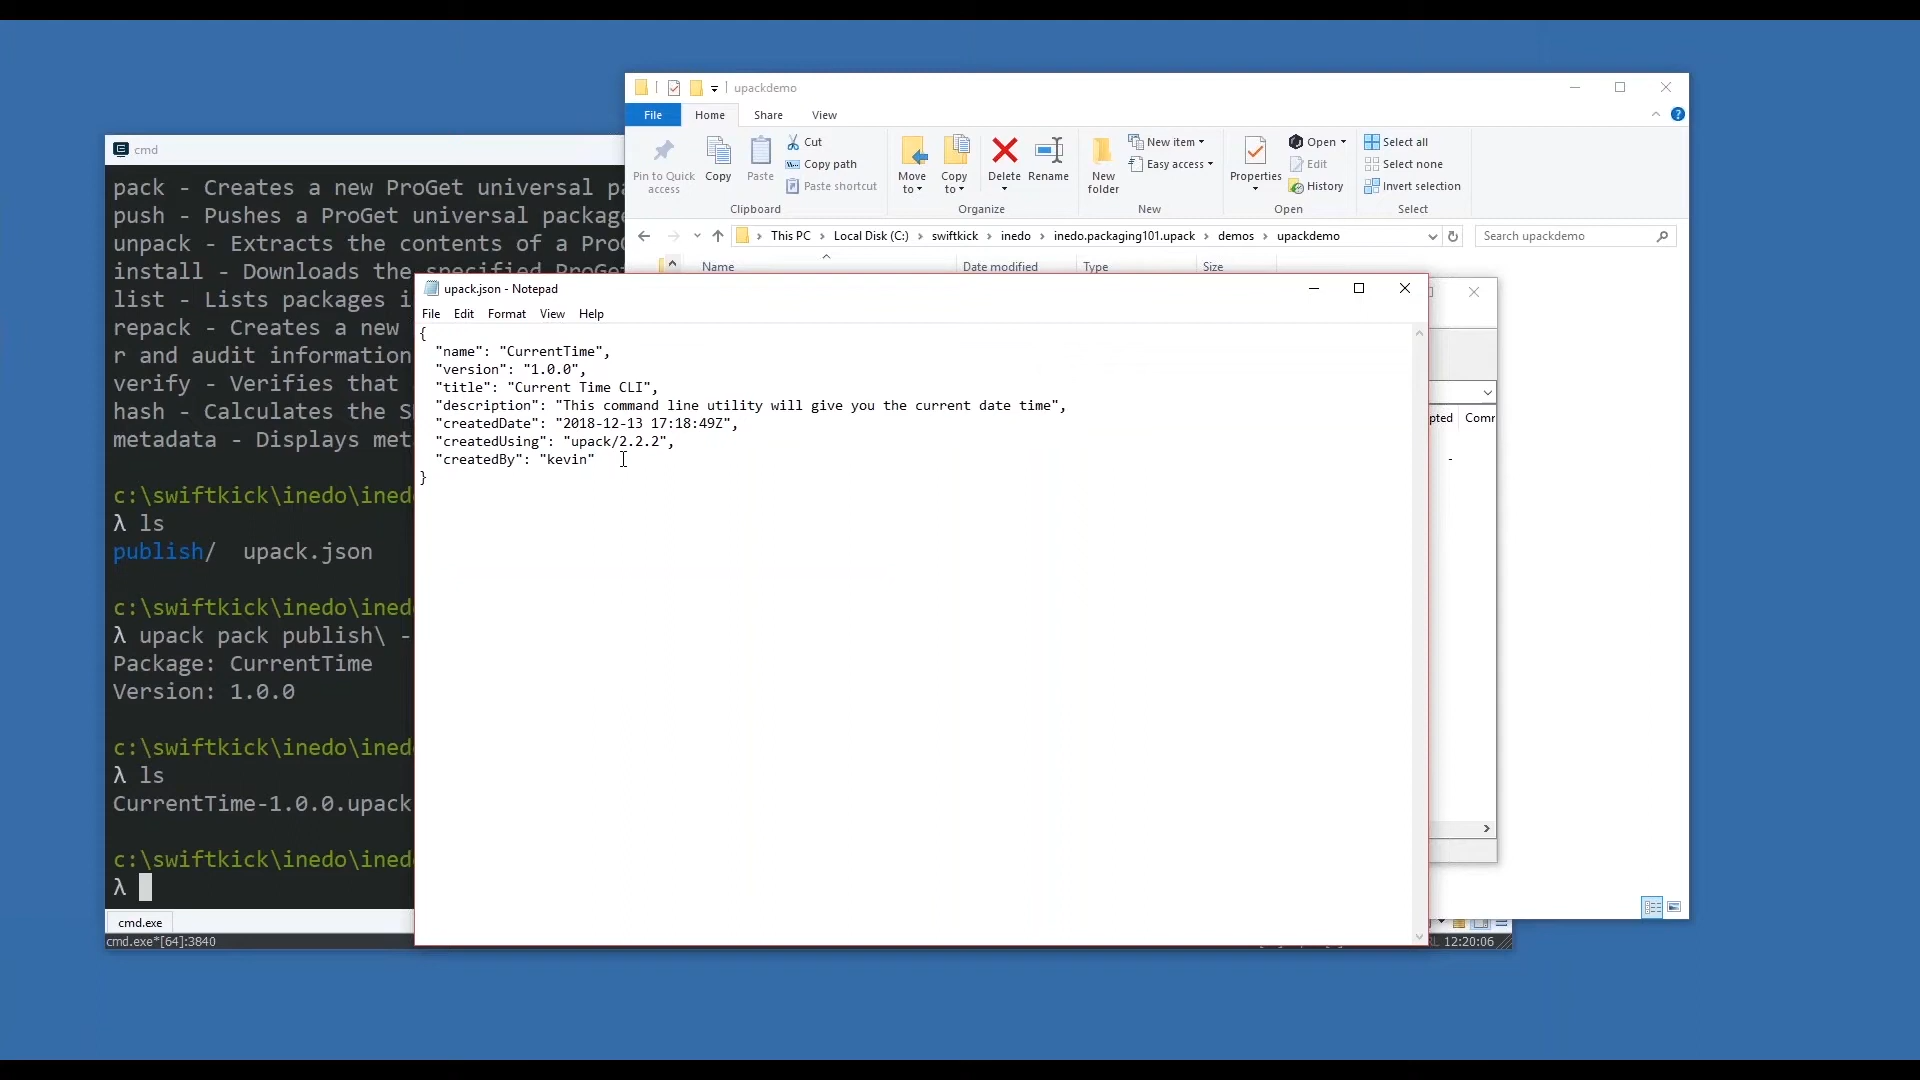 upackdemo
File Home Share View
Pin to Quick access
Copy
Paste
Cut
Copy path
Paste shortcut
Clipboard
Move to
Copy to
Delete
Rename
Organize
New folder
New item
Easy access
New
Properties
Open
Edit
History
Open
Select all
Select none
Invert selection
Select
This PC › Local Disk (C:) › swiftkick › inedo › inedo.packaging101.upack › demos › upackdemo
Search upackdemo
Name Date modified Type Size
cmd
pack - Creates a new ProGet universal
push - Pushes a ProGet universal package
unpack - Extracts the contents of a
install - Downloads the specified ProGet
list - Lists packages
repack - Creates a new
r and audit information
verify - Verifies that
hash - Calculates the
metadata - Displays
c:\swiftkick\inedo\
λ ls
publish/ upack.json
c:\swiftkick\inedo\
λ upack pack publish\ -
Package: CurrentTime
Version: 1.0.0
c:\swiftkick\inedo\
λ ls
CurrentTime-1.0.0.upack
c:\swiftkick\inedo\
λ
cmd.exe
cmd.exe*[64]:3840
upack.json - Notepad
File Edit Format View Help
{
"name": "CurrentTime",
"version": "1.0.0",
"title": "Current Time CLI",
"description": "This command line utility will give you the current date time",
"createdDate": "2018-12-13 17:18:49Z",
"createdUsing": "upack/2.2.2",
"createdBy": "kevin"
}
12:20:06